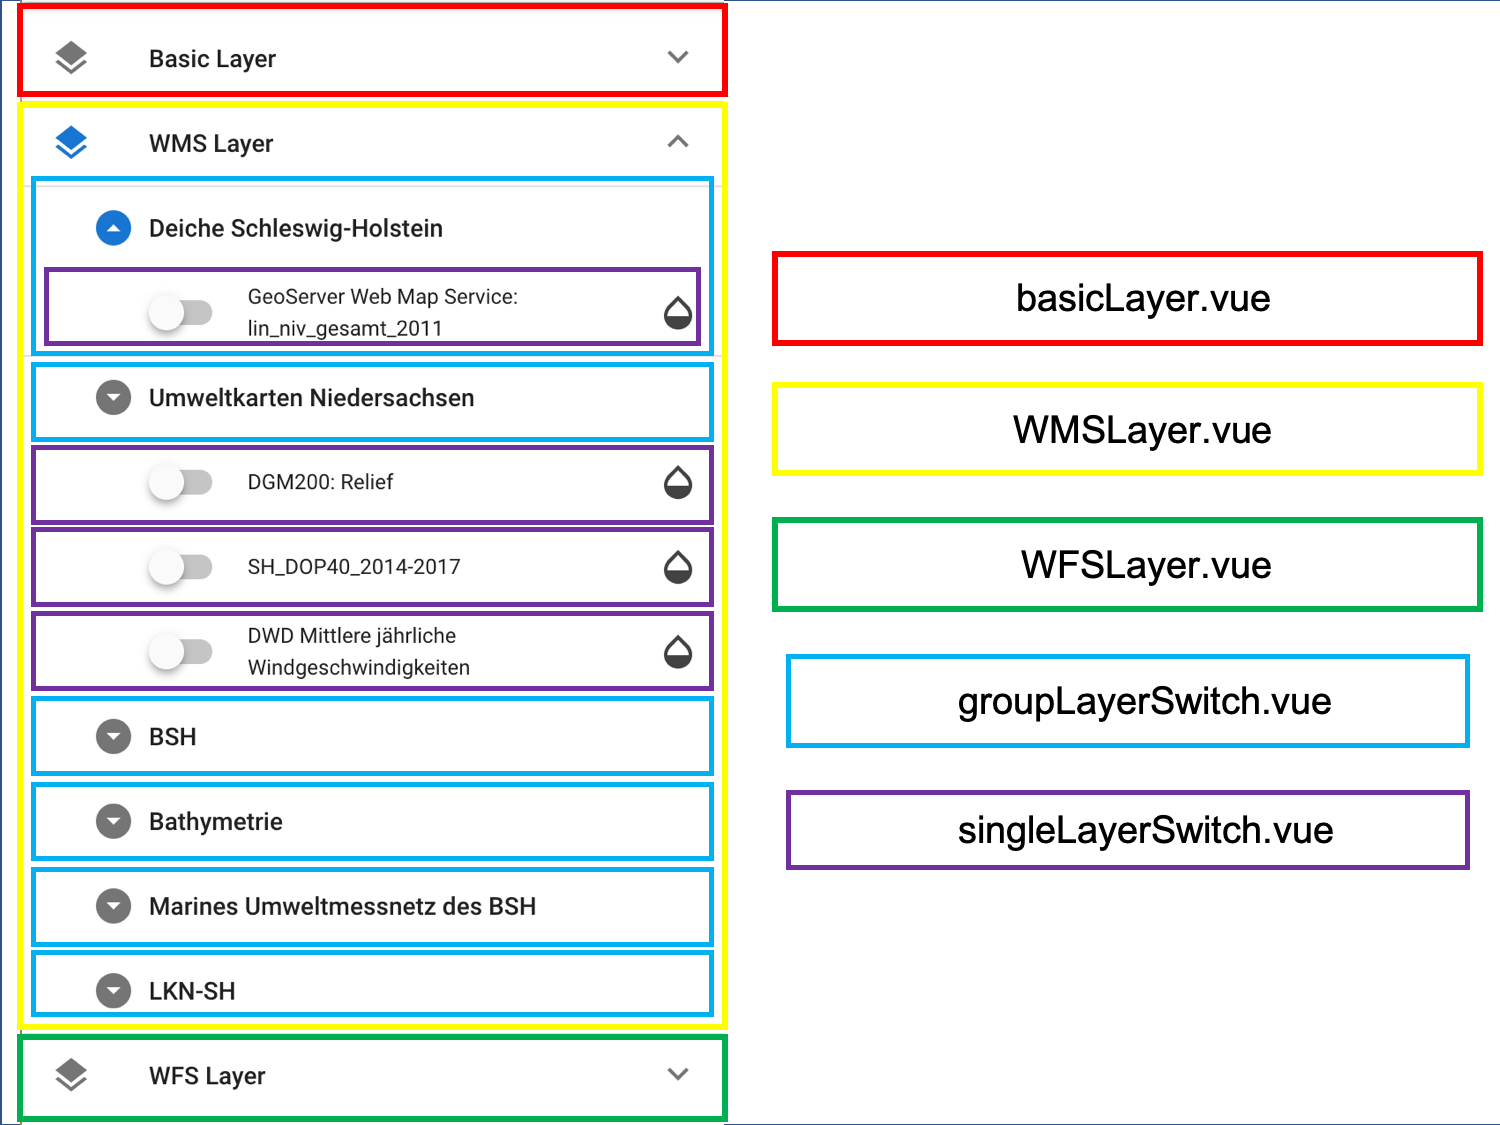 Basic Layer
WMS Layer
Deiche Schleswig-Holstein
GeoServer Web Map Service:
lin_niv_gesamt_2011
Umweltkarten Niedersachsen
DGM200: Relief
SH_DOP40_2014-2017
DWD Mittlere jährliche
Windgeschwindigkeiten
BSH
Bathymetrie
Marines Umweltmessnetz des BSH
LKN-SH
WFS Layer
basicLayer.vue
WMSLayer.vue
WFSLayer.vue
groupLayerSwitch.vue
singleLayerSwitch.vue